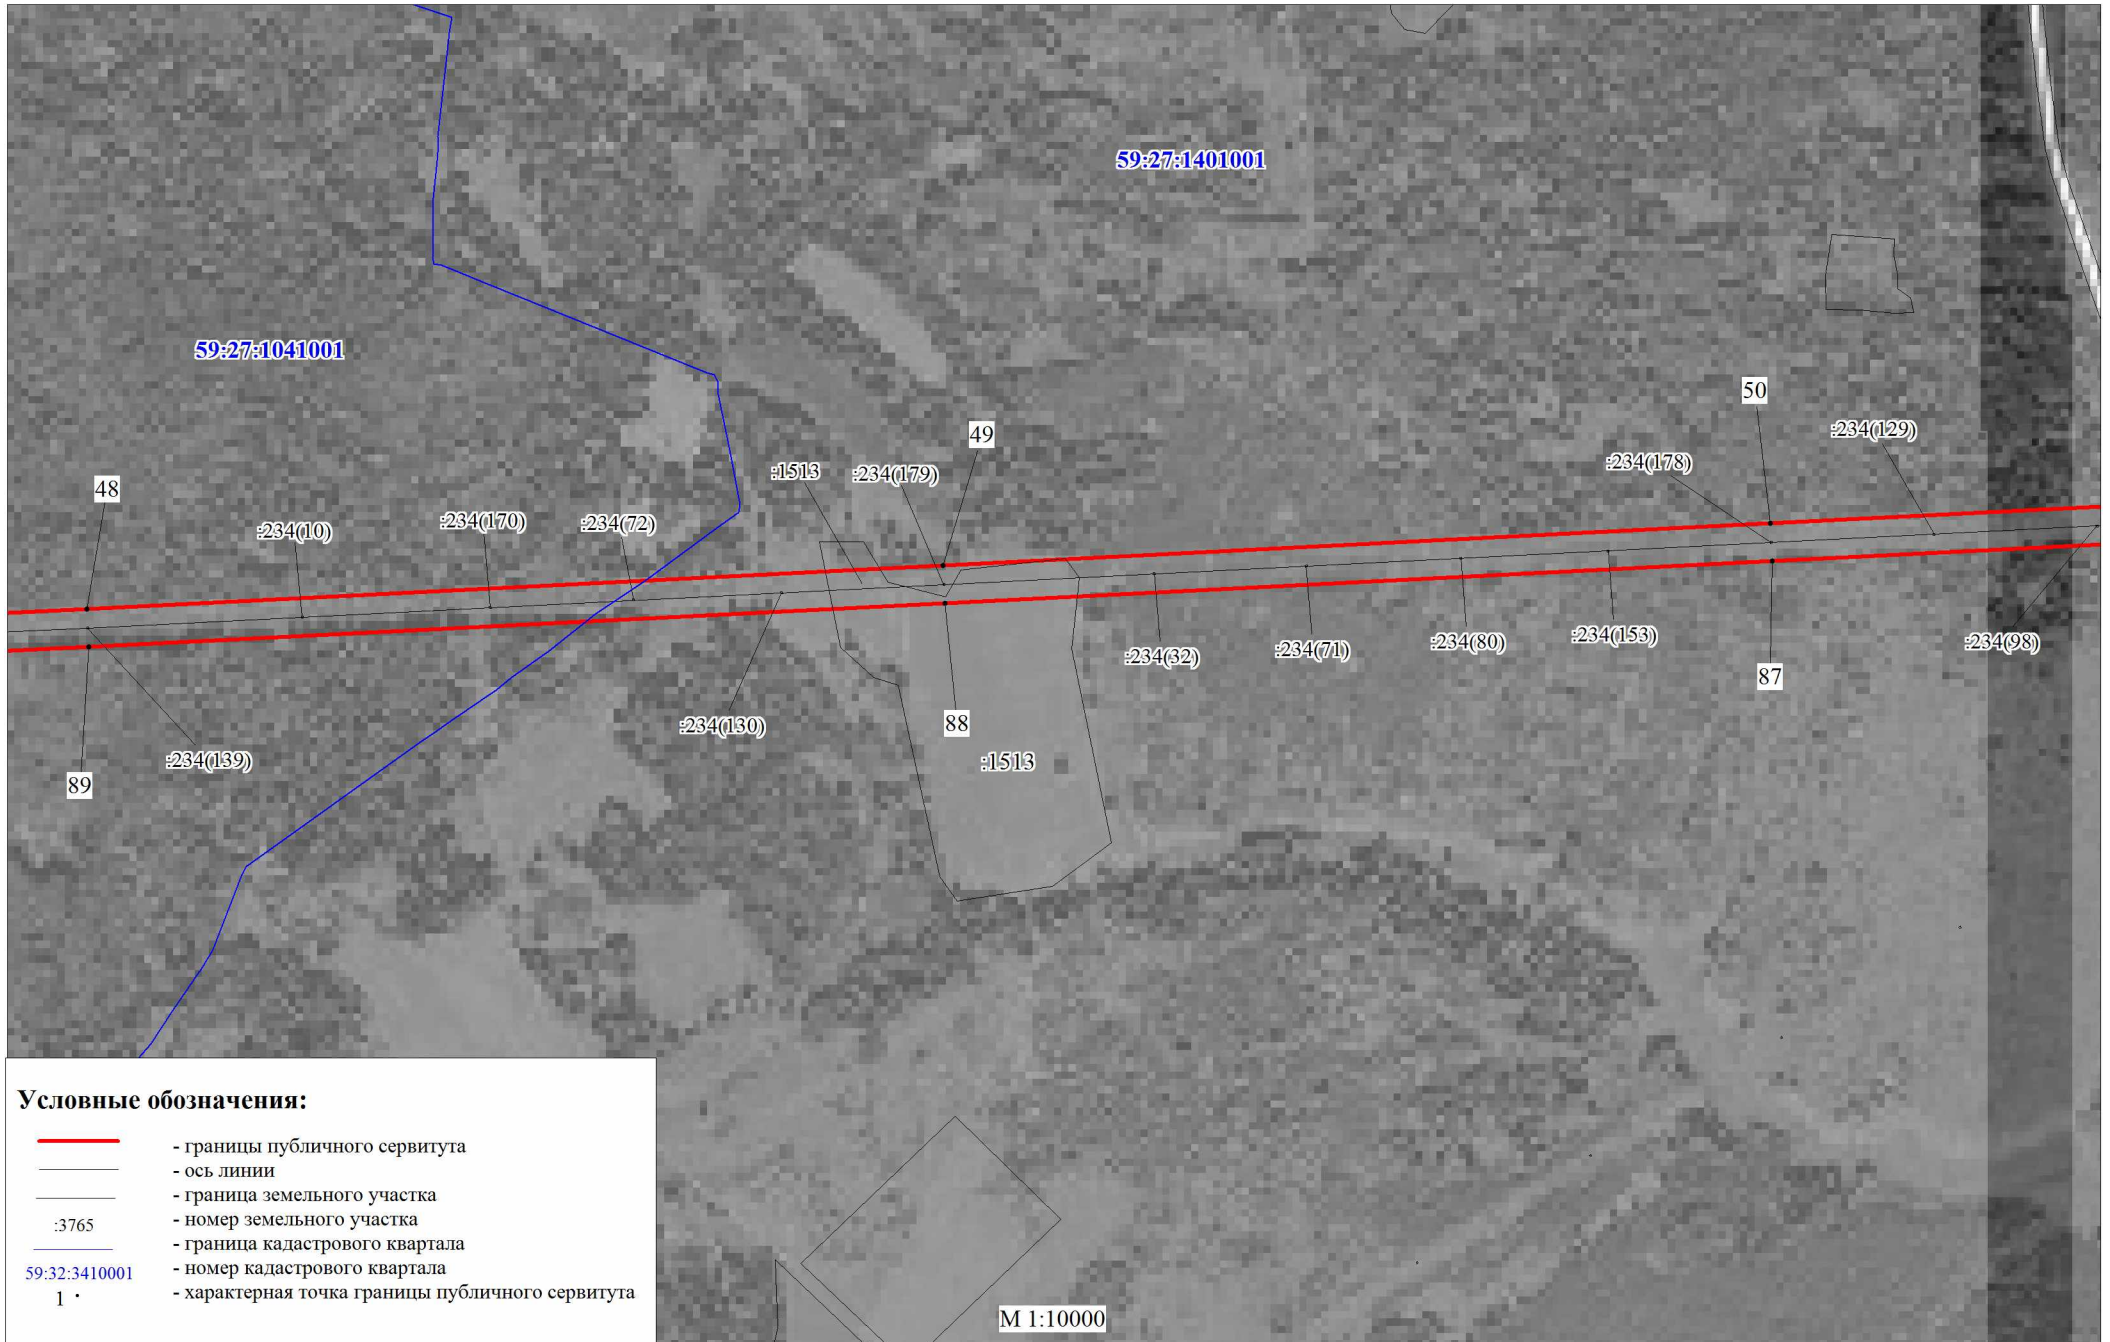 59:27:1401001
59:27:1041001
50
:234(129)
49
:1513
:234(179)
:234(178)
48
:234(10)
:234(170)
:234(72)
:234(32)
:234(71)
:234(80)
:234(153)
:234(98)
87
:234(130)
88
:234(139)
:1513
89
Условные обозначения:
- границы публичного сервитута
- ось линии
- граница земельного участка
:3765 - номер земельного участка
- граница кадастрового квартала
59:32:3410001 - номер кадастрового квартала
1 - характерная точка границы публичного сервитута
М 1:10000